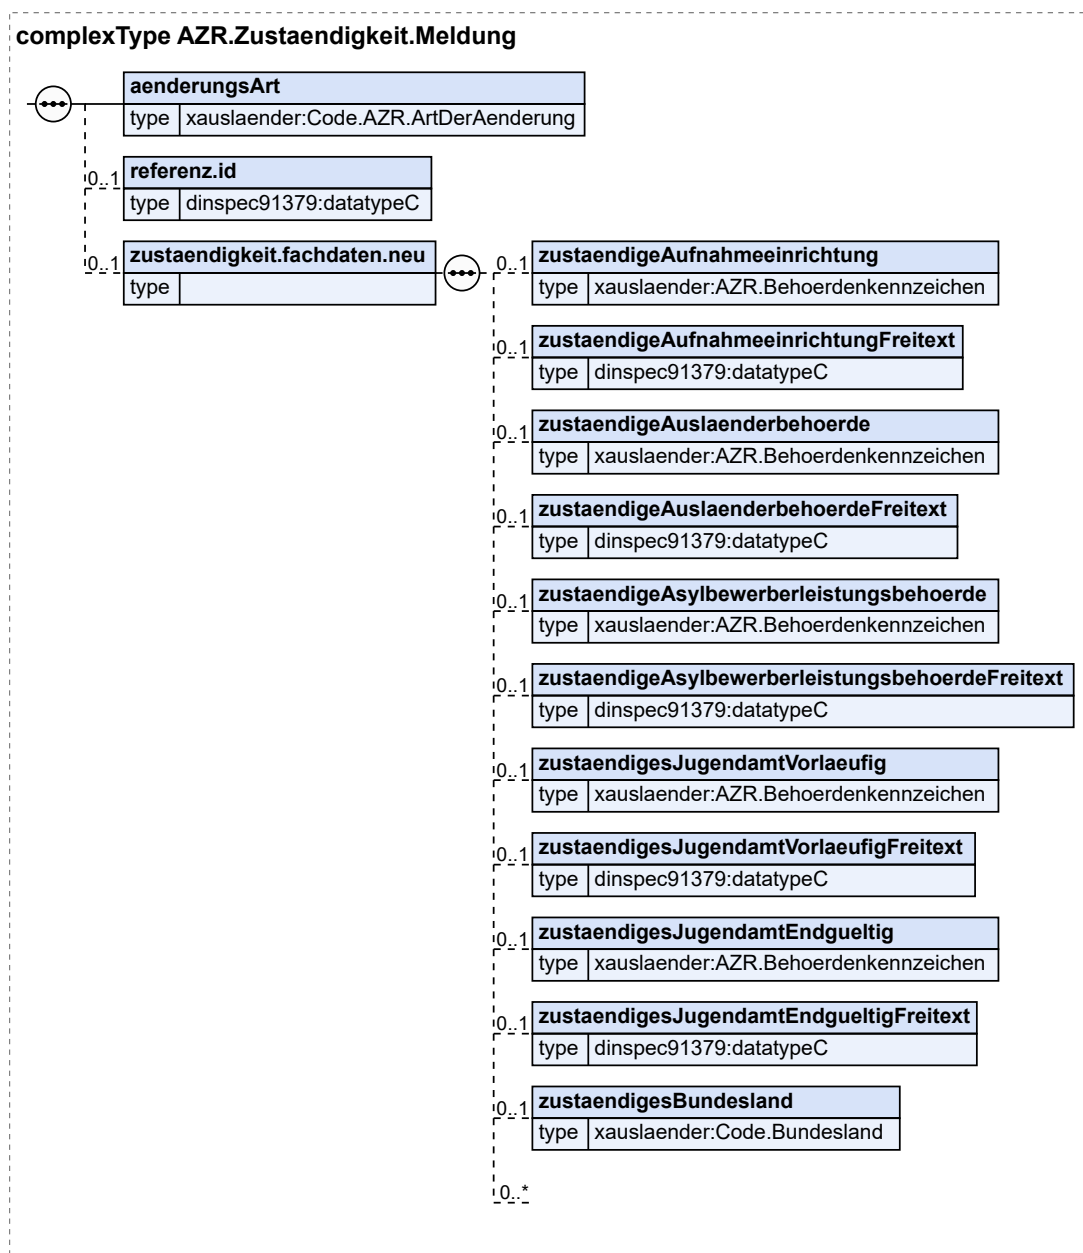 complexType AZR.Zustaendigkeit.Meldung
aenderungsArt
type xauslaender:Code.AZR.ArtDerAenderung
0..1 referenz.id
type dinspec91379:datatypeC
0..1 zustaendigkeit.fachdaten.neu
type
0..1 zustaendigeAufnahmeeinrichtung
type xauslaender:AZR.Behoerdenkennzeichen
0..1 zustaendigeAufnahmeeinrichtungFreitext
type dinspec91379:datatypeC
0..1 zustaendigeAuslaenderbehoerde
type xauslaender:AZR.Behoerdenkennzeichen
0..1 zustaendigeAuslaenderbehoerdeFreitext
type dinspec91379:datatypeC
0..1 zustaendigeAsylbewerberleistungsbehoerde
type xauslaender:AZR.Behoerdenkennzeichen
0..1 zustaendigeAsylbewerberleistungsbehoerdeFreitext
type dinspec91379:datatypeC
0..1 zustaendigesJugendamtVorlaeufig
type xauslaender:AZR.Behoerdenkennzeichen
0..1 zustaendigesJugendamtVorlaeufigFreitext
type dinspec91379:datatypeC
0..1 zustaendigesJugendamtEndgueltig
type xauslaender:AZR.Behoerdenkennzeichen
0..1 zustaendigesJugendamtEndgueltigFreitext
type dinspec91379:datatypeC
0..1 zustaendigesBundesland
type xauslaender:Code.Bundesland
0..*